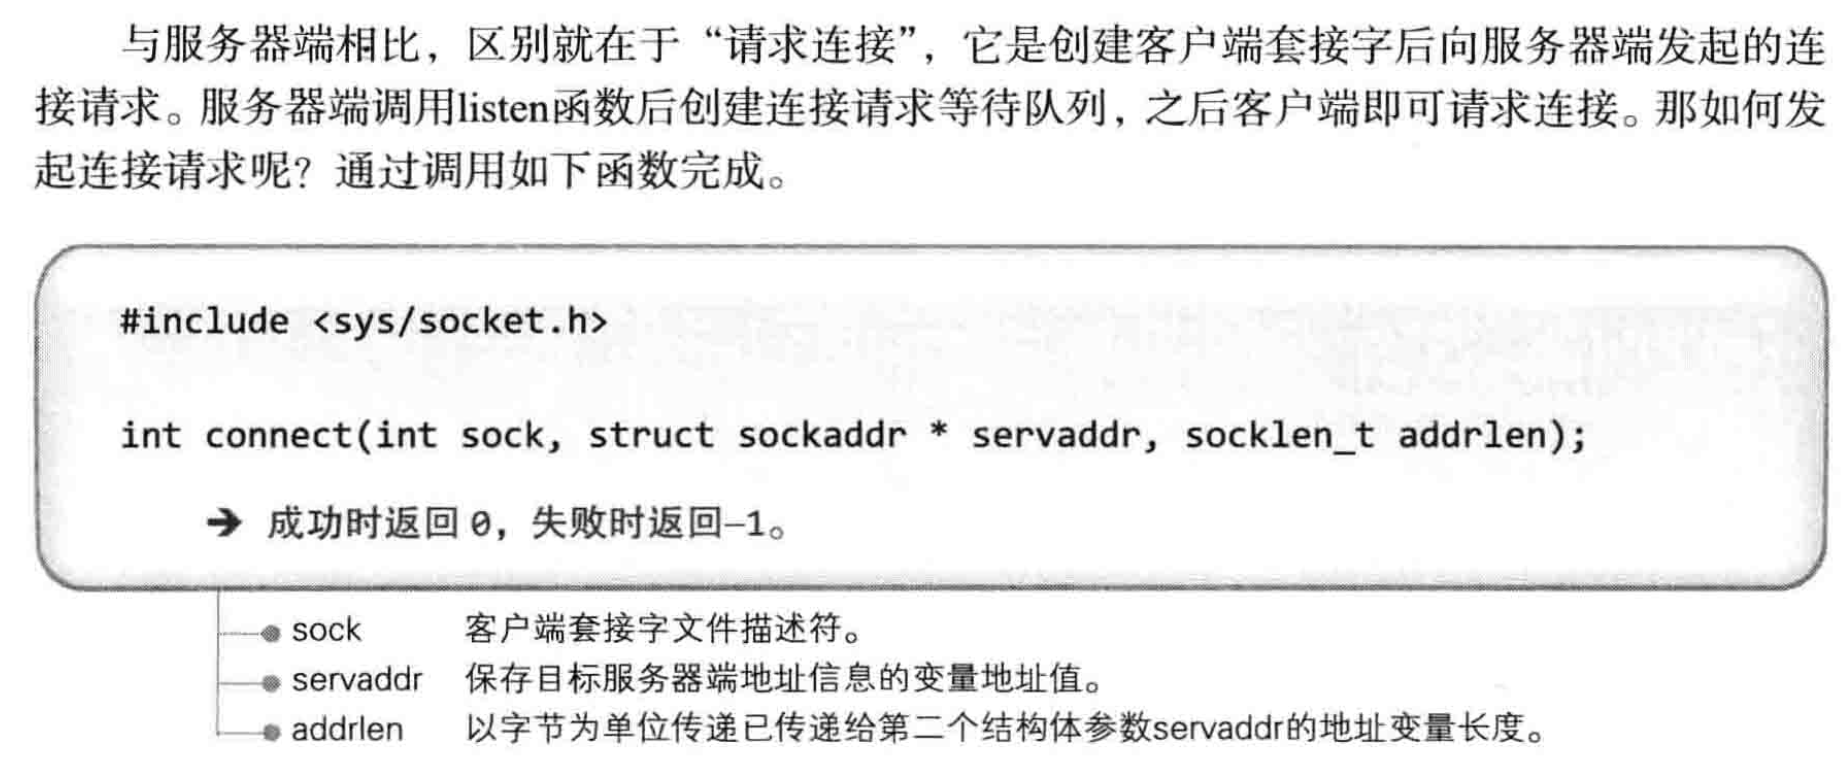 与服务器端相比，区别就在于“请求连接”，它是创建客户端套接字后向服务器端发起的连
接请求。服务器端调用listen函数后创建连接请求等待队列，之后客户端即可请求连接。那如何发
起连接请求呢？通过调用如下函数完成。
#include <sys/socket.h>
int connect(int sock, struct sockaddr * servaddr, socklen_t addrlen);
➔ 成功时返回 0，失败时返回–1。
sock 客户端套接字文件描述符。
servaddr 保存目标服务器端地址信息的变量地址值。
addrlen 以字节为单位传递已传递给第二个结构体参数servaddr的地址变量长度。